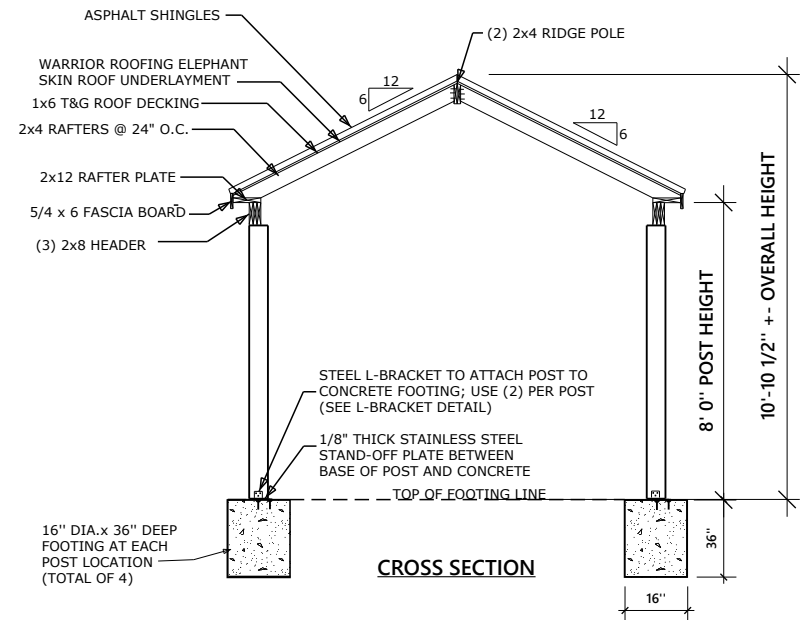 ASPHALT SHINGLES
(2) 2x4 RIDGE POLE
WARRIOR ROOFING ELEPHANT
SKIN ROOF UNDERLAYMENT
1x6 T&G ROOF DECKING
2x4 RAFTERS @ 24" O.C.
12
6
12
6
2x12 RAFTER PLATE
5/4 x 6 FASCIA BOARD
(3) 2x8 HEADER
8' 0'' POST HEIGHT
10'-10 1/2'' +- OVERALL HEIGHT
STEEL L-BRACKET TO ATTACH POST TO
CONCRETE FOOTING; USE (2) PER POST
(SEE L-BRACKET DETAIL)
1/8" THICK STAINLESS STEEL
STAND-OFF PLATE BETWEEN
BASE OF POST AND CONCRETE
TOP OF FOOTING LINE
16'' DIA.x 36'' DEEP
FOOTING AT EACH
POST LOCATION
(TOTAL OF 4)
36''
16''
CROSS SECTION